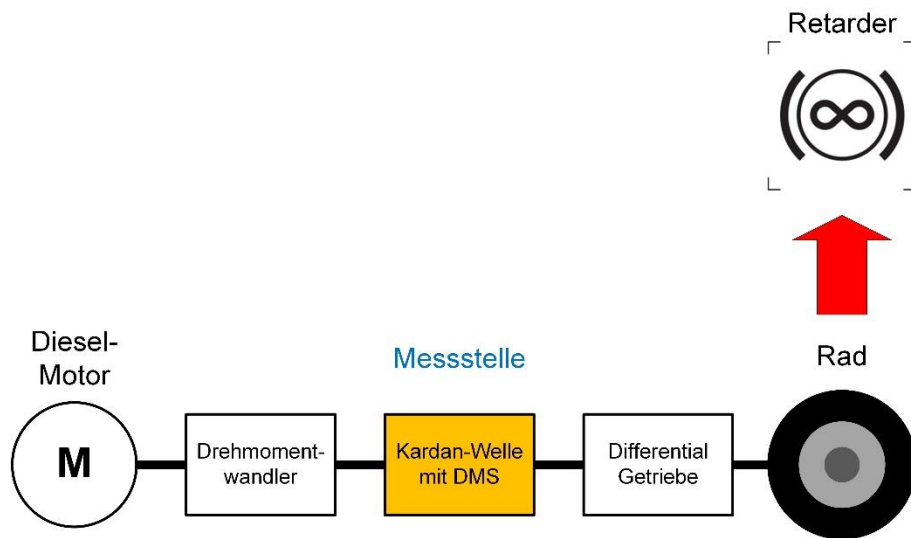 Retarder
Diesel-
Motor
Messstelle
Rad
M
Drehmoment-
wandler
Kardan-Welle
mit DMS
Differential
Getriebe